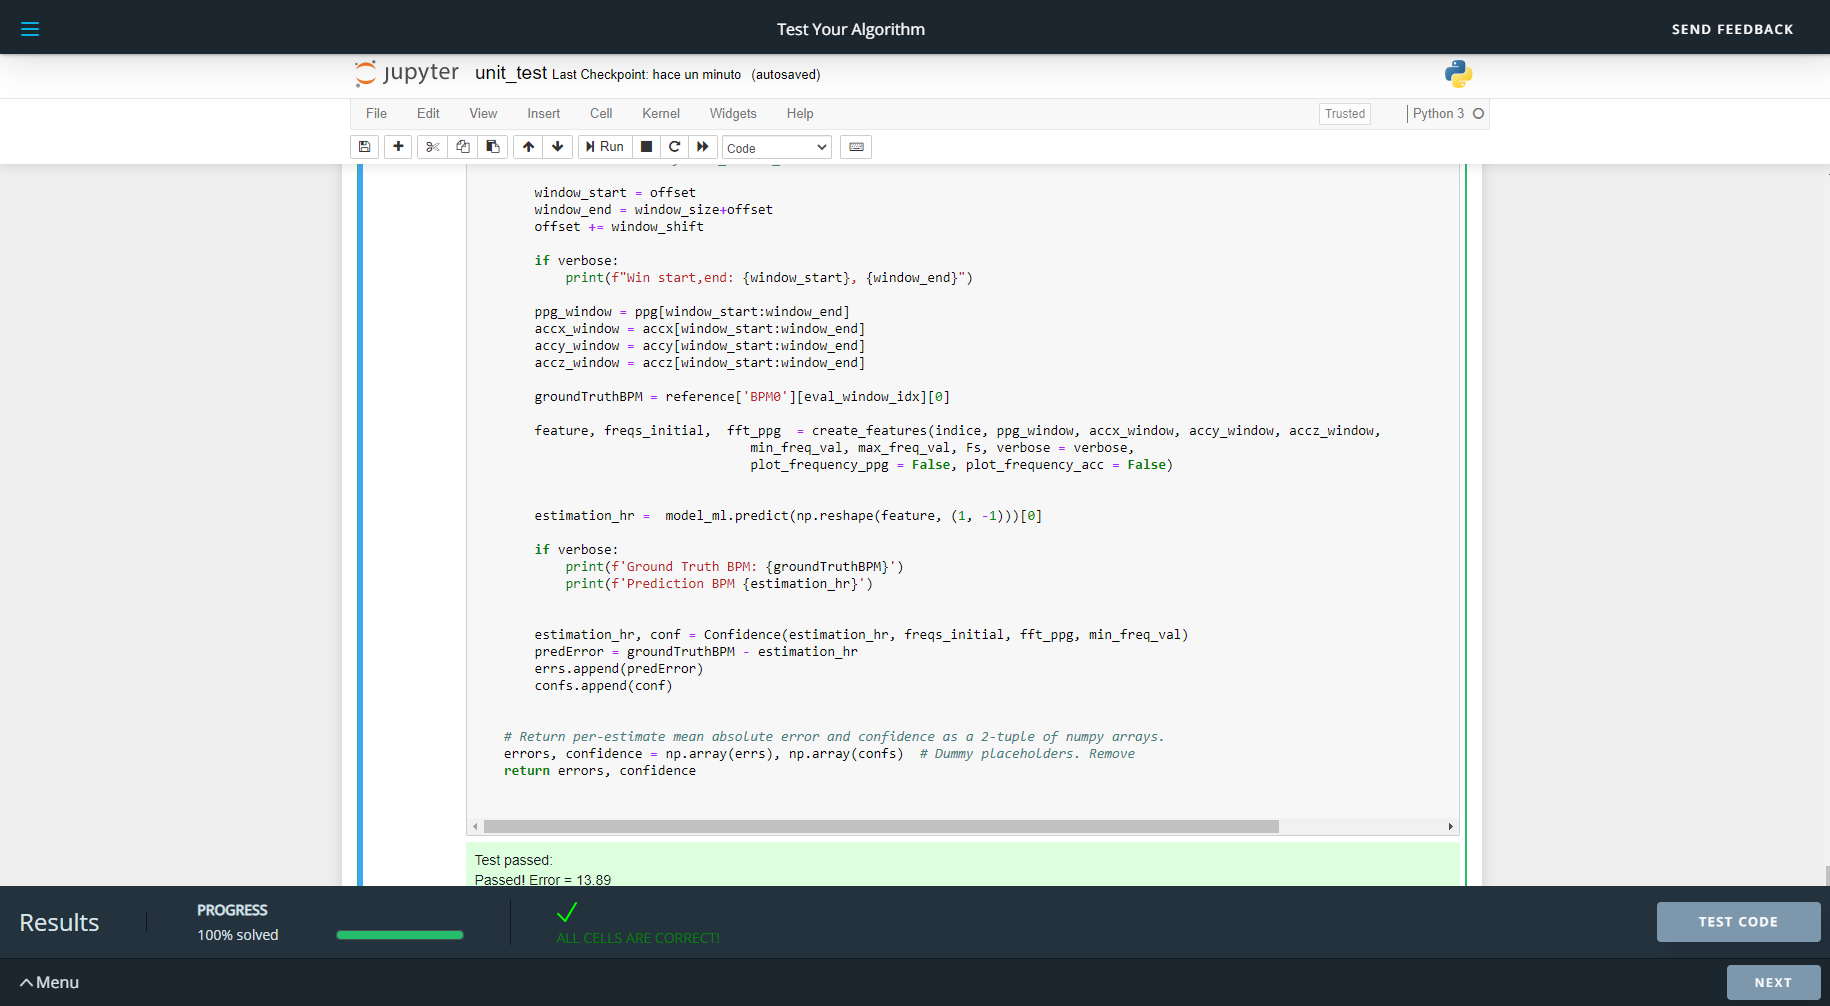 Test Your Algorithm
SEND FEEDBACK
jupyter unit_test Last Checkpoint: hace un minuto (autosaved)
File Edit View Insert Cell Kernel Widgets Help Trusted Python 3
Run Code
window_start = offset
window_end = window_size+offset
offset += window_shift
if verbose:
print(f"Win start,end: {window_start}, {window_end}")
ppg_window = ppg[window_start:window_end]
accx_window = accx[window_start:window_end]
accy_window = accy[window_start:window_end]
accz_window = accz[window_start:window_end]
groundTruthBPM = reference['BPM0'][eval_window_idx][0]
feature, freqs_initial, fft_ppg = create_features(indice, ppg_window, accx_window, accy_window, accz_window,
min_freq_val, max_freq_val, Fs, verbose = verbose,
plot_frequency_ppg = False, plot_frequency_acc = False)
estimation_hr = model_ml.predict(np.reshape(feature, (1, -1)))[0]
if verbose:
print(f'Ground Truth BPM: {groundTruthBPM}')
print(f'Prediction BPM {estimation_hr}')
estimation_hr, conf = Confidence(estimation_hr, freqs_initial, fft_ppg, min_freq_val)
predError = groundTruthBPM - estimation_hr
errs.append(predError)
confs.append(conf)
# Return per-estimate mean absolute error and confidence as a 2-tuple of numpy arrays.
errors, confidence = np.array(errs), np.array(confs) # Dummy placeholders. Remove
return errors, confidence
Test passed:
Passed! Error = 13.89
Results
PROGRESS
100% solved
ALL CELLS ARE CORRECT!
TEST CODE
Menu
NEXT